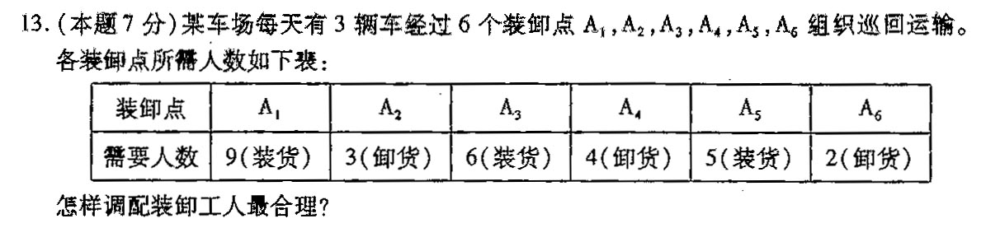 13.(本题7分)某车场每天有3辆车经过6个装卸点A₁,A₂,A₃,A₄,A₅,A₆组织巡回运输。
各装卸点所需人数如下表:
装卸点 A₁ A₂ A₃ A₄ A₅ A₆
需要人数 9(装货) 3(卸货) 6(装货) 4(卸货) 5(装货) 2(卸货)
怎样调配装卸工人最合理?